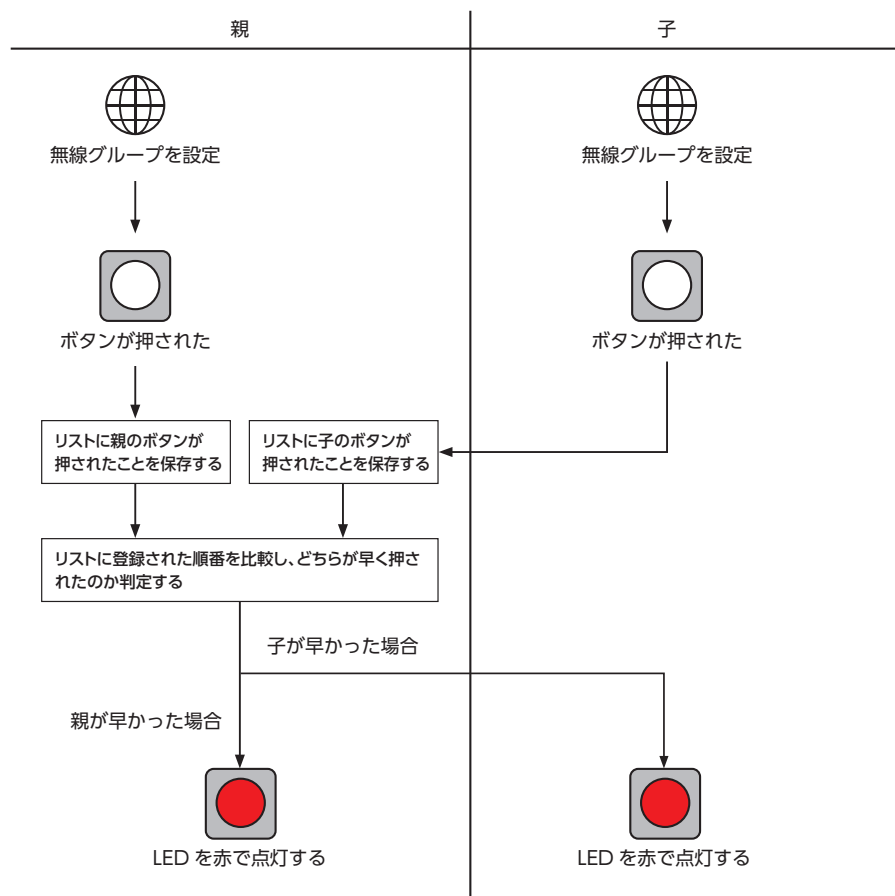 親
子
無線グループを設定
無線グループを設定
ボタンが押された
ボタンが押された
リストに親のボタンが
押されたことを保存する
リストに子のボタンが
押されたことを保存する
リストに登録された順番を比較し、どちらが早く押さ
れたのか判定する
子が早かった場合
親が早かった場合
LED を赤で点灯する
LED を赤で点灯する